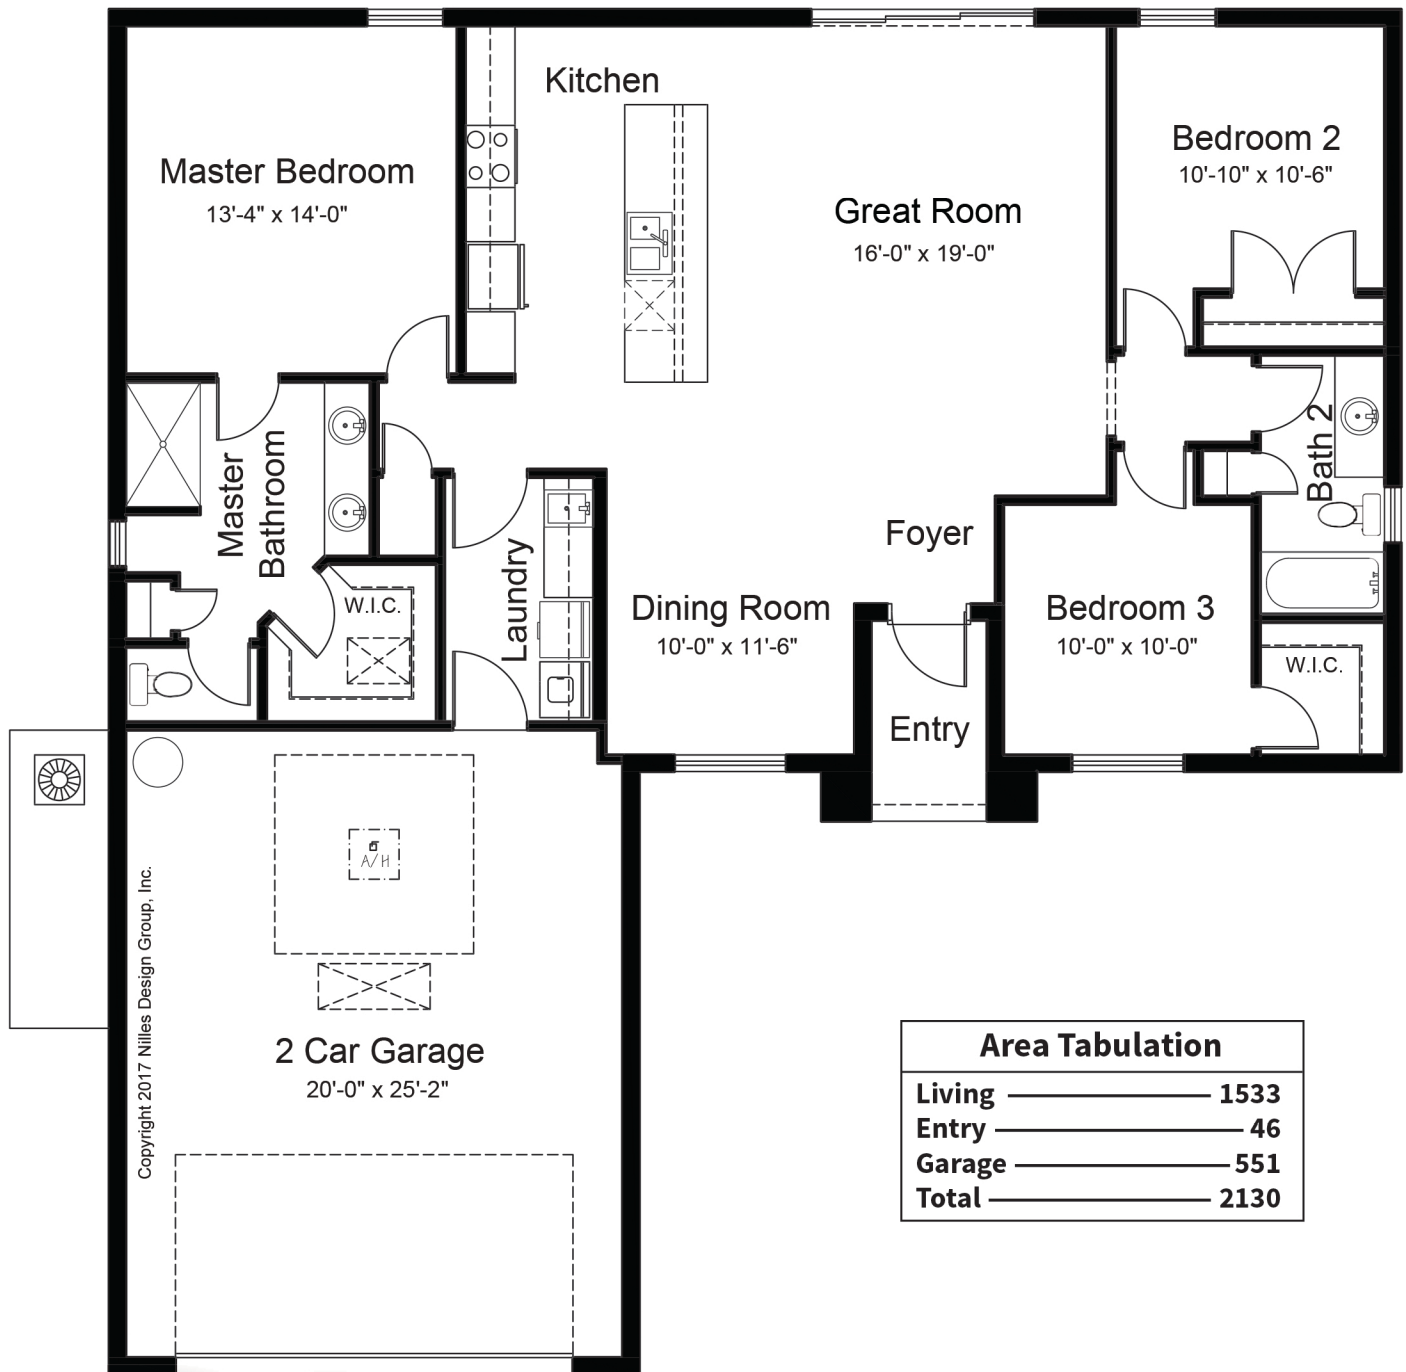 Kitchen
Master Bedroom
13'-4" x 14'-0"
Great Room
16'-0" x 19'-0"
Bedroom 2
10'-10" x 10'-6"
Master
Bathroom
W.I.C.
Laundry
Dining Room
10'-0" x 11'-6"
Foyer
Entry
Bedroom 3
10'-0" x 10'-0"
Bath 2
W.I.C.
A/H
2 Car Garage
20'-0" x 25'-2"
Copyright 2017 Nilles Design Group, Inc.
Area Tabulation
Living 1533
Entry 46
Garage 551
Total 2130